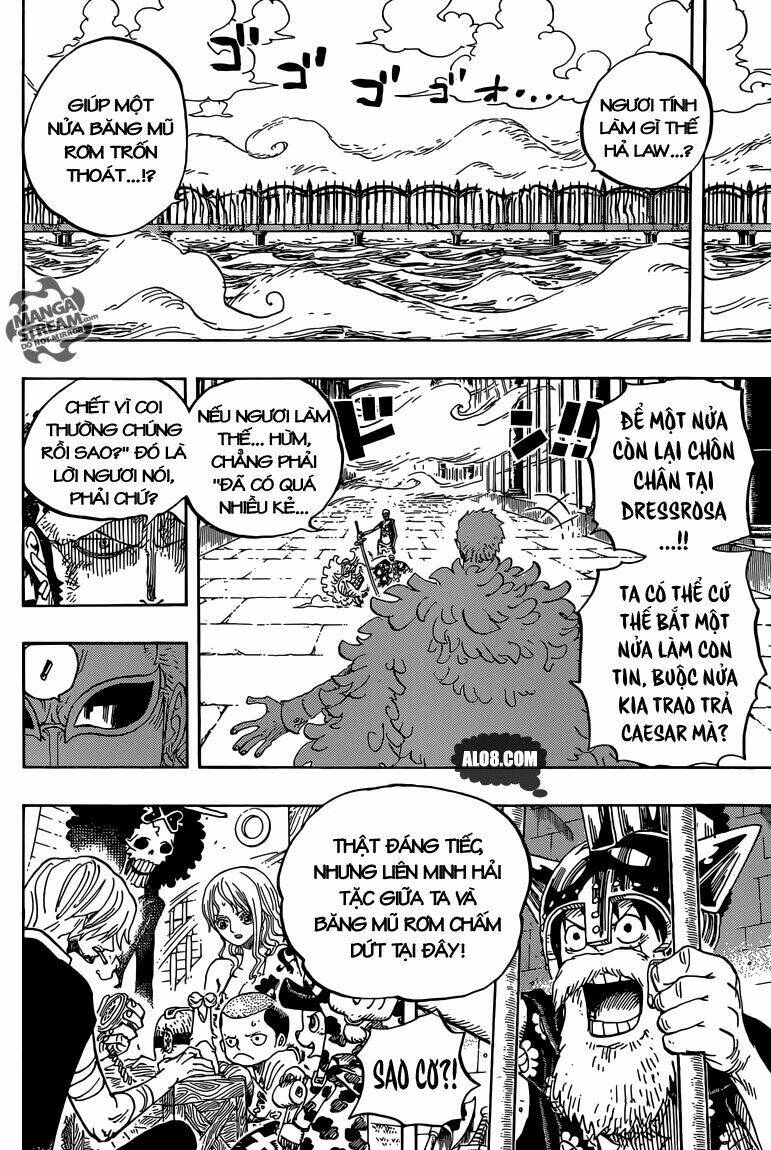 NGƯƠI TÍNH
LÀM GÌ THẾ
HẢ LAW...?
GIÚP MỘT
NỬA BĂNG MŨ
RƠM TRỐN
THOÁT...!?
ゴゴゴゴオ...
MANGA
STREAM.com
DO NOT MIRROR
ĐỂ MỘT NỬA
CÒN LẠI CHÔN
CHÂN TẠI
DRESSROSA
...!!
TA CÓ THỂ CỨ
THẾ BẮT MỘT
NỬA LÀM CON
TIN, BUỘC NỬA
KIA TRAO TRẢ
CAESAR MÀ?
ドン!!
NẾU NGƯƠI LÀM
THẾ... HỪM,
CHẲNG PHẢI
"ĐÃ CÓ QUÁ
NHIỀU KẺ...
CHẾT VÌ COI
THƯỜNG CHÚNG
RỒI SAO?" ĐÓ LÀ
LỜI NGƯƠI NÓI,
PHẢI CHỨ?
!
ALO8.COM
THẬT ĐÁNG TIẾC,
NHƯNG LIÊN MINH HẢI
TẶC GIỮA TA VÀ
BĂNG MŨ RƠM CHẤM
DỨT TẠI ĐÂY!
SAO CƠ?!